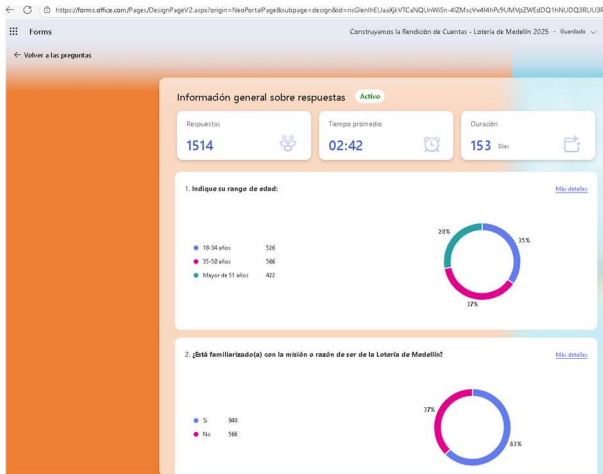 https://forms.office.com/Pages/DesignPageV2.aspx?origin=NeoPortalPage&subpage=design&id=
Forms
Construyamos la Rendición de Cuentas - Lotería de Medellín 2025 - Guardado
Volver a las preguntas
Información general sobre respuestas Activo
Respuestas
1514
Tiempo promedio
02:42
Duración
153 Días
1. Indique su rango de edad:
Más detalles
18-34 años 526
35-50 años 566
Mayor de 51 años 422
28%
35%
37%
2. ¿Está familiarizado(a) con la misión o razón de ser de la Lotería de Medellín?
Más detalles
Si 948
No 566
37%
63%